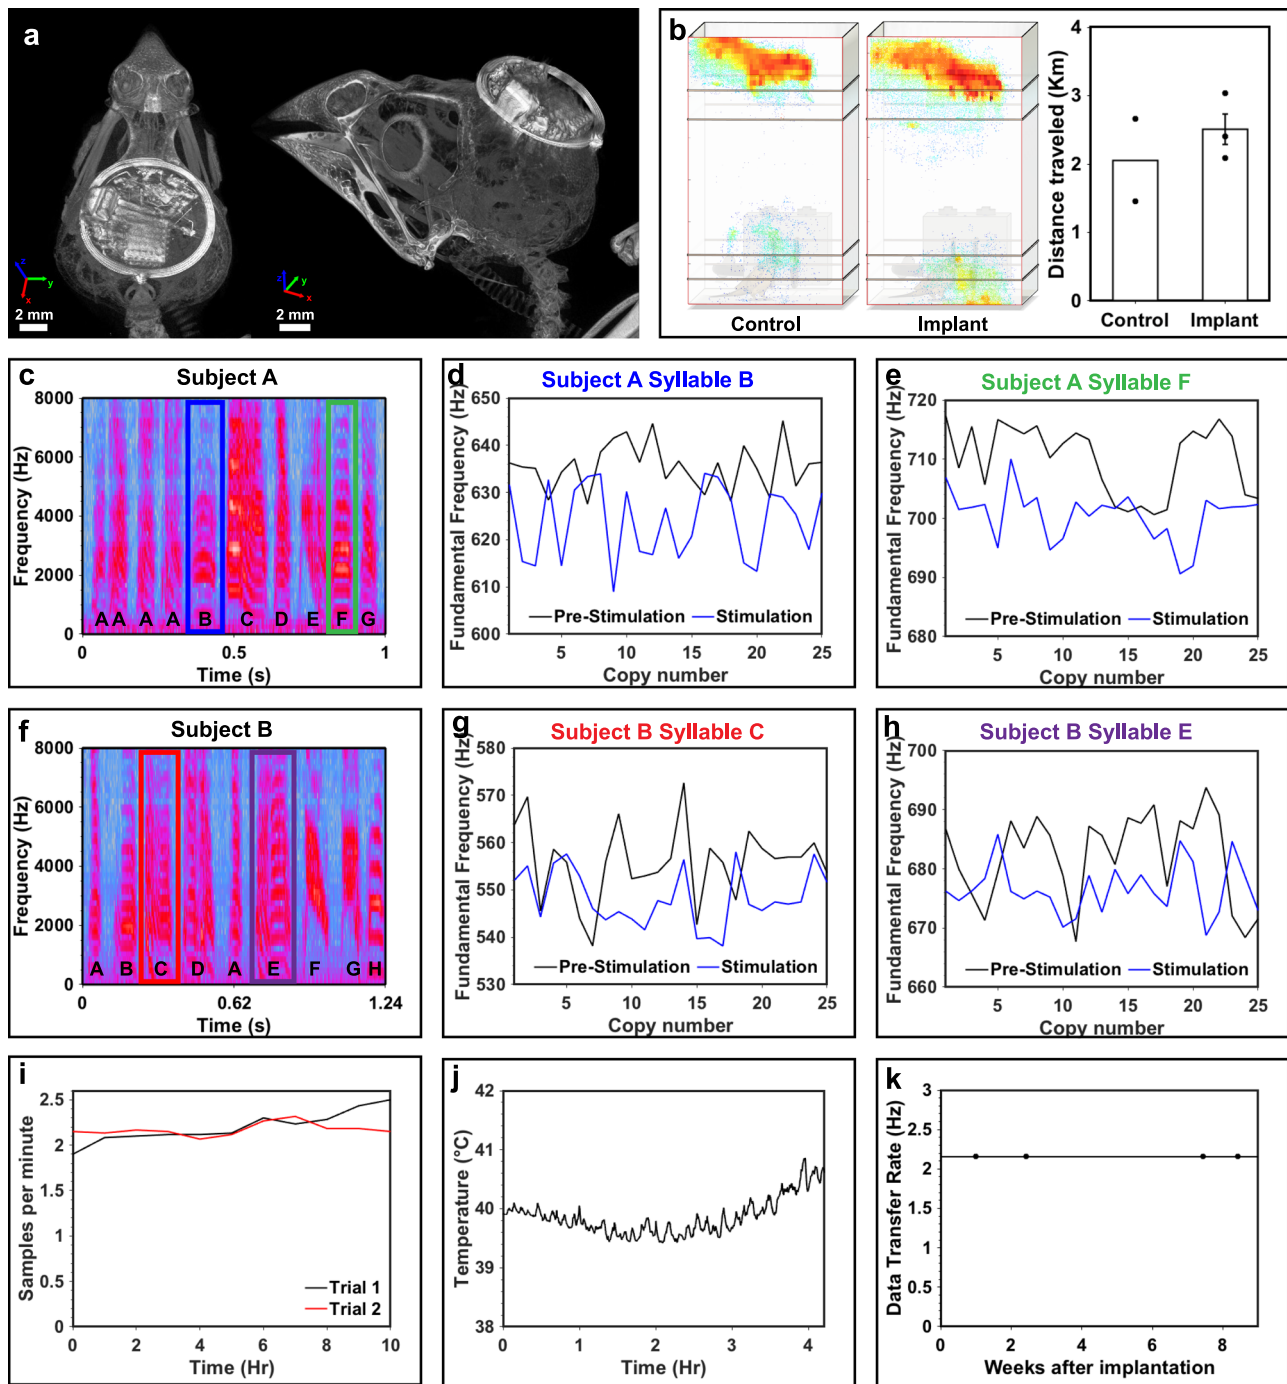 a
z
y
x
2 mm
z
y
x
2 mm
b
Control
Implant
Distance traveled (Km)
4
3
2
1
0
Control
Implant
c
Subject A
Frequency (Hz)
8000
6000
4000
2000
0
A A A A B C D E F G
0
0.5
1
Time (s)
d
Subject A Syllable B
Fundamental Frequency (Hz)
650
640
630
620
610
600
Pre-Stimulation
Stimulation
5 10 15 20 25
Copy number
e
Subject A Syllable F
Fundamental Frequency (Hz)
720
710
700
690
680
Pre-Stimulation
Stimulation
5 10 15 20 25
Copy number
f
Subject B
Frequency (Hz)
8000
6000
4000
2000
0
A B C D A E F G H
0
0.62
1.24
Time (s)
g
Subject B Syllable C
Fundamental Frequency (Hz)
580
570
560
550
540
530
Pre-Stimulation
Stimulation
5 10 15 20 25
Copy number
h
Subject B Syllable E
Fundamental Frequency (Hz)
700
690
680
670
660
Pre-Stimulation
Stimulation
5 10 15 20 25
Copy number
i
Samples per minute
2.5
2
1.5
1
0.5
0
Trial 1
Trial 2
0 2 4 6 8 10
Time (Hr)
j
Temperature (°C)
42
41
40
39
38
0 1 2 3 4
Time (Hr)
k
Data Transfer Rate (Hz)
3
2.5
2
1.5
1
0.5
0
0 2 4 6 8
Weeks after implantation